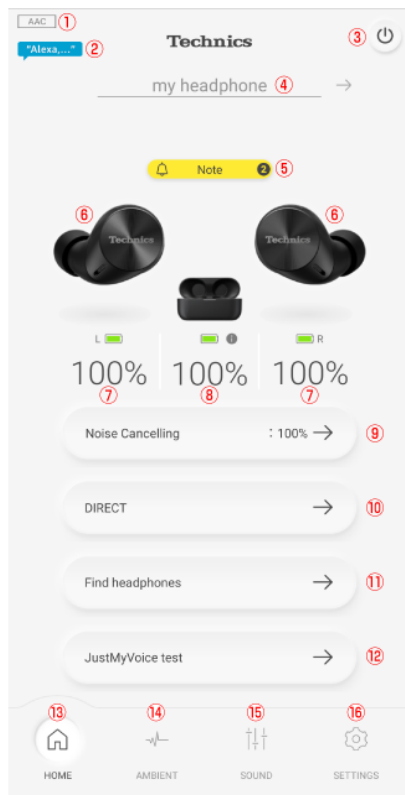 AAC ①
"Alexa,..." ②
Technics
③
my headphone ④
Note 2 ⑤
⑥ ⑥
Technics Technics
L R
100% 100% 100%
⑦ ⑧ ⑦
Noise Cancelling : 100% ⑨
DIRECT ⑩
Find headphones ⑪
JustMyVoice test ⑫
⑬ ⑭ ⑮ ⑯
HOME AMBIENT SOUND SETTINGS